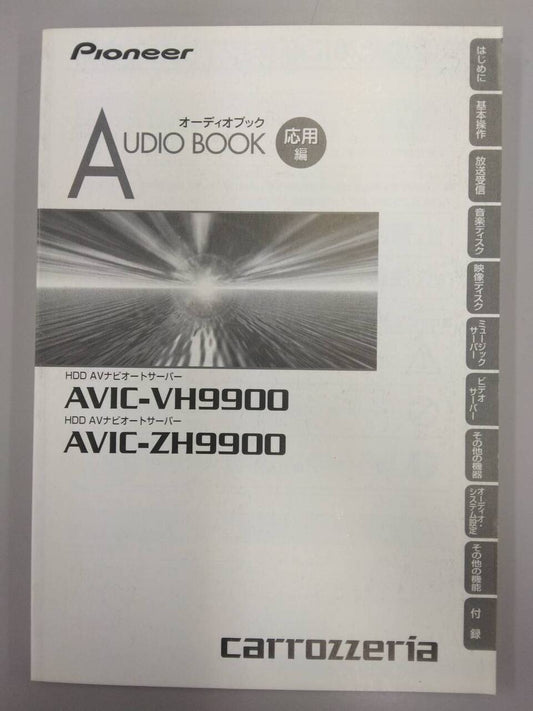 Pioneer
オーディオブック
AUDIO BOOK
応用
編
HDD AVナビオートサーバー
AVIC-VH9900
HDD AVナビオートサーバー
AVIC-ZH9900
carrozzeria
はじめに
基本操作
放送受信
音楽ディスク
映像ディスク
ミュージック
サーバー
ビデオ
サーバー
その他の機器
オーディオ・
システム設定
その他の機能
付録